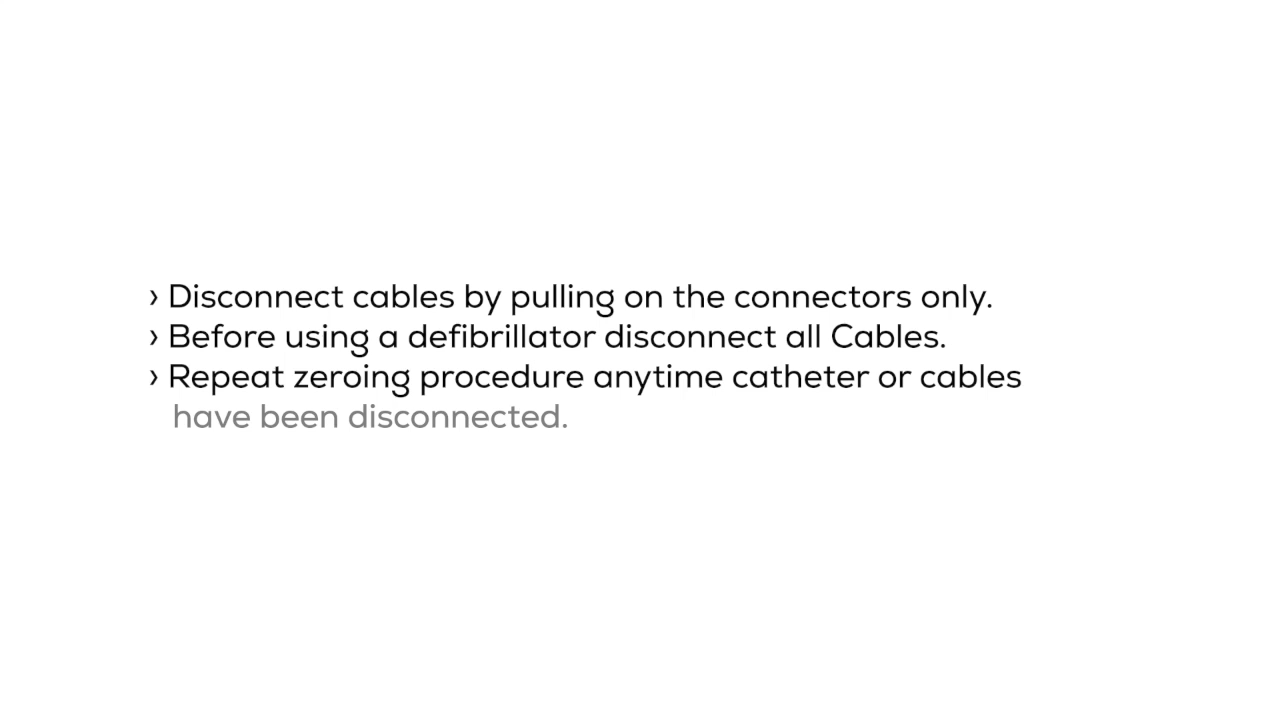 › Disconnect cables by pulling on the connectors only.
› Before using a defibrillator disconnect all Cables.
› Repeat zeroing procedure anytime catheter or cables
have been disconnected.